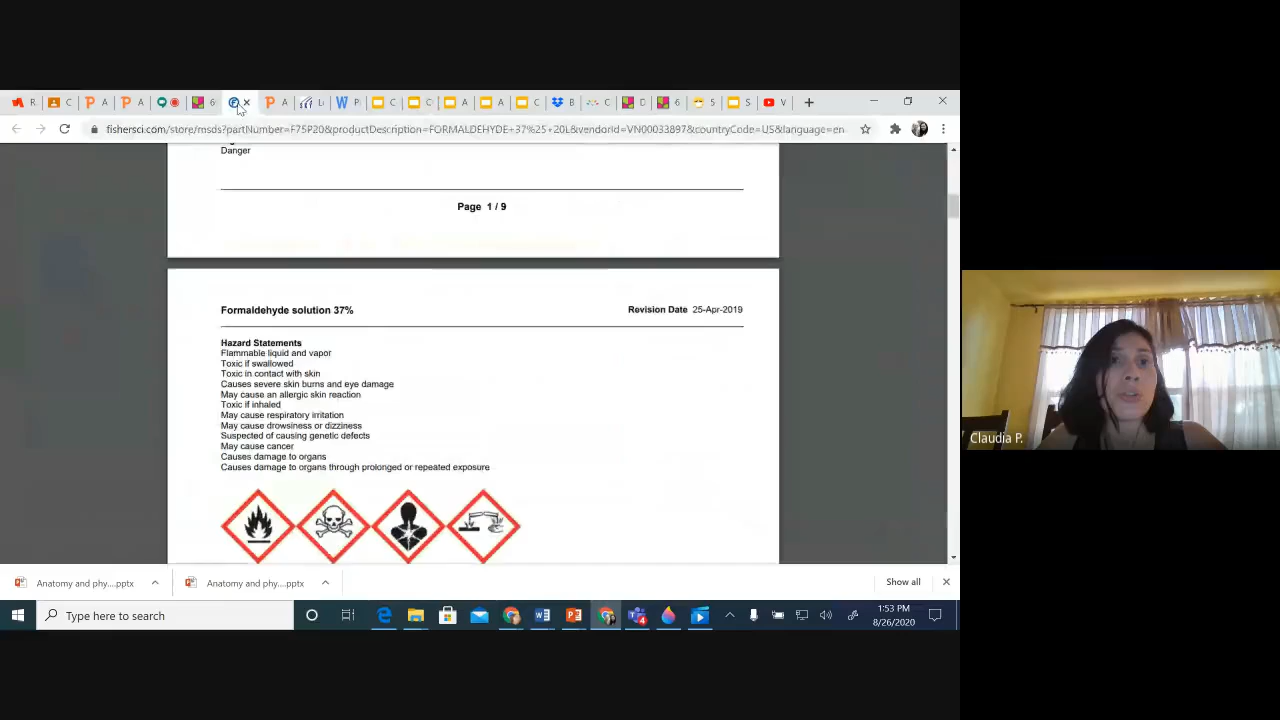 R
C
A
A
6
A
L
P
C
C
A
A
C
B
C
D
6
5
S
V
fishersci.com/store/msds?partNumber=F75P20&productDescription=FORMALDEHYDE+37%25+20L&vendorId=VN00033897&countryCode=US&language=en
Danger
Page 1 / 9
Formaldehyde solution 37%
Revision Date 25-Apr-2019
Hazard Statements
Flammable liquid and vapor
Toxic if swallowed
Toxic in contact with skin
Causes severe skin burns and eye damage
May cause an allergic skin reaction
Toxic if inhaled
May cause respiratory irritation
May cause drowsiness or dizziness
Suspected of causing genetic defects
May cause cancer
Causes damage to organs
Causes damage to organs through prolonged or repeated exposure
Claudia P.
Anatomy and phy....pptx
Anatomy and phy....pptx
Show all
Type here to search
4
1:53 PM
8/26/2020